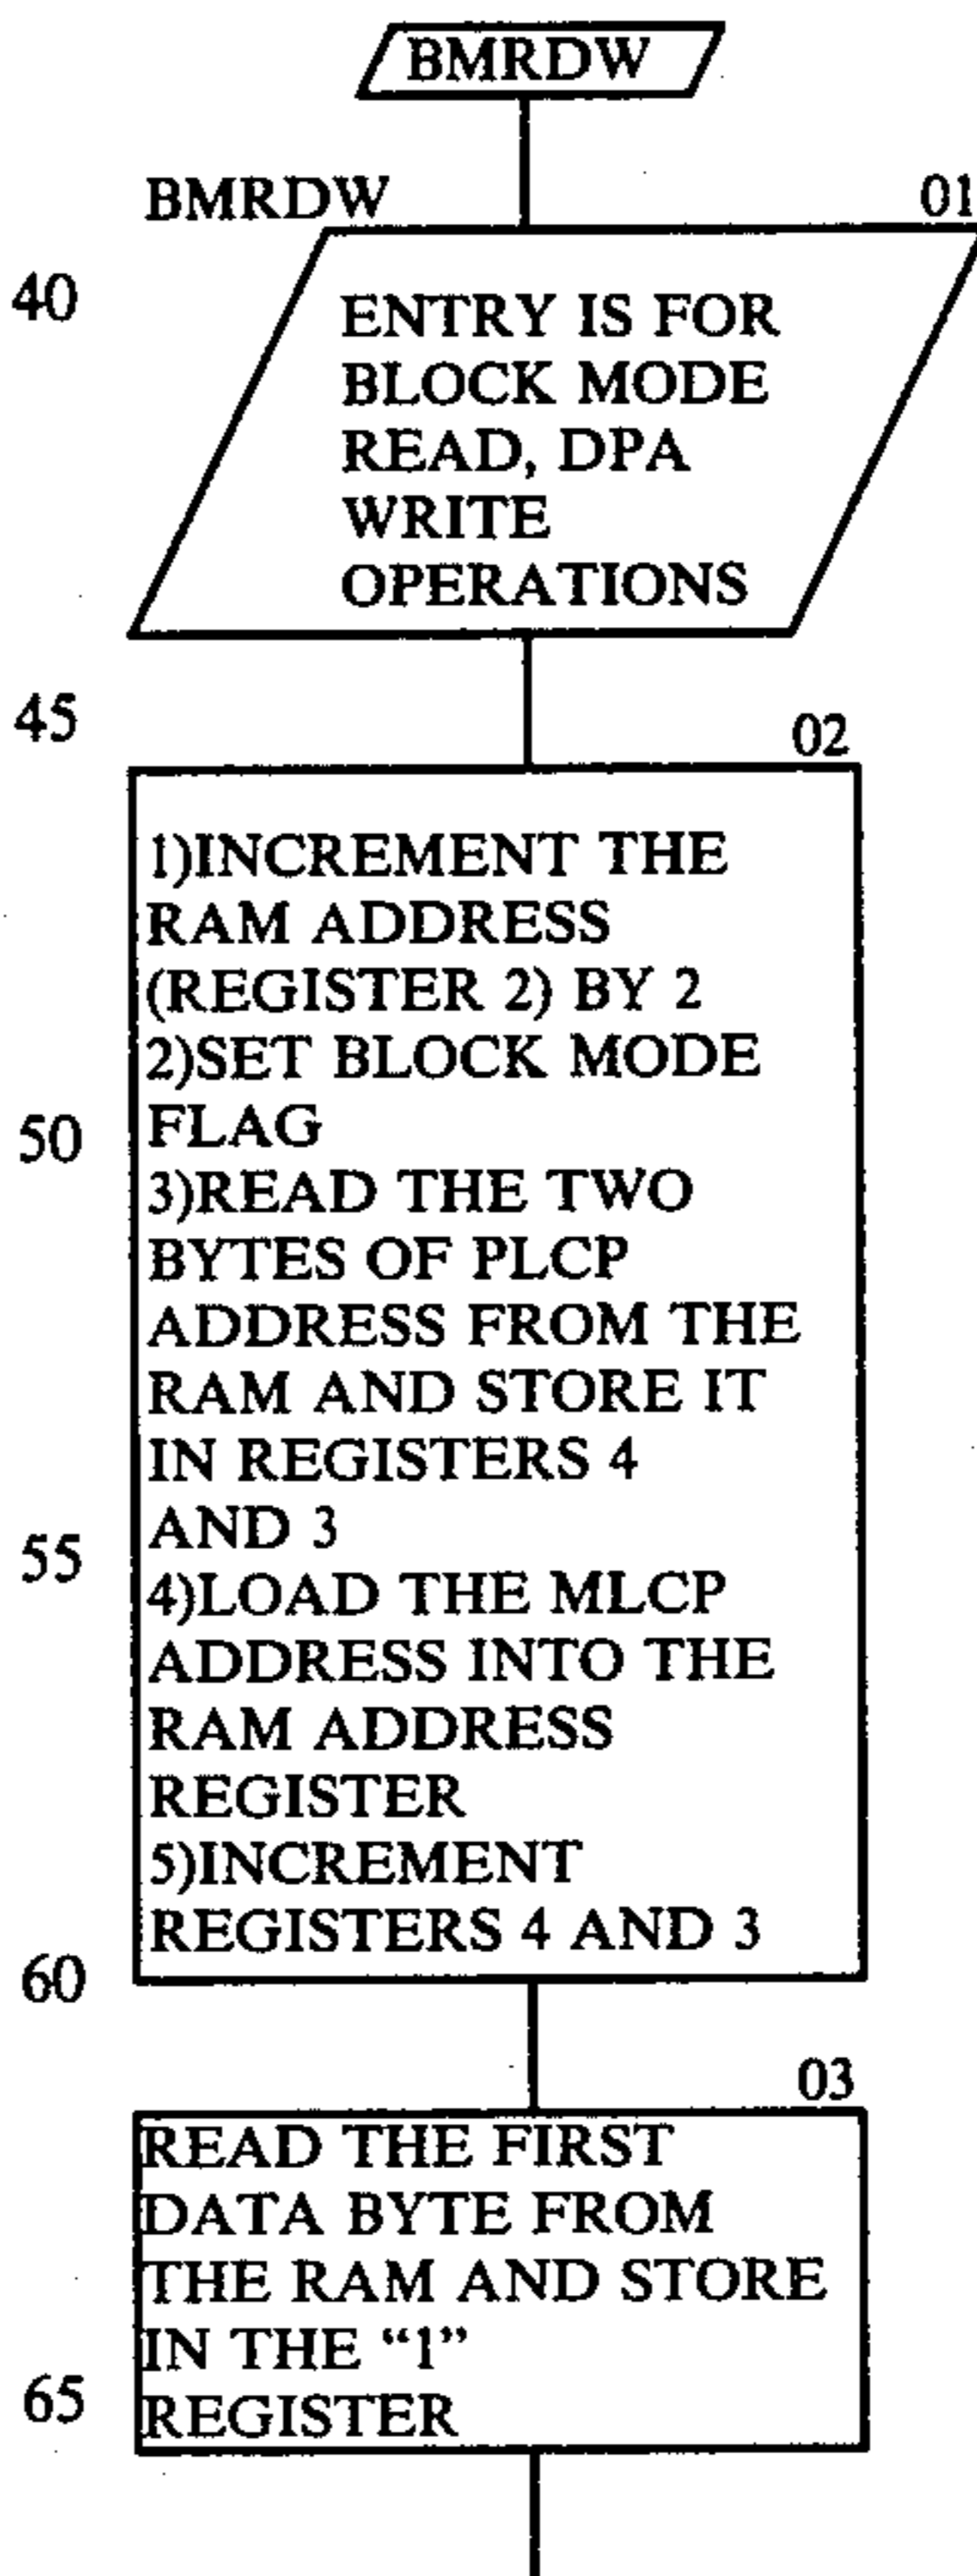 BMRDW
BMRDW 01
40
ENTRY IS FOR
BLOCK MODE
READ, DPA
WRITE
OPERATIONS
45
02
1)INCREMENT THE
RAM ADDRESS
(REGISTER 2) BY 2
2)SET BLOCK MODE
50 FLAG
3)READ THE TWO
BYTES OF PLCP
ADDRESS FROM THE
RAM AND STORE IT
IN REGISTERS 4
55 AND 3
4)LOAD THE MLCP
ADDRESS INTO THE
RAM ADDRESS
REGISTER
5)INCREMENT
REGISTERS 4 AND 3
60
03
READ THE FIRST
DATA BYTE FROM
THE RAM AND STORE
IN THE “1”
65 REGISTER